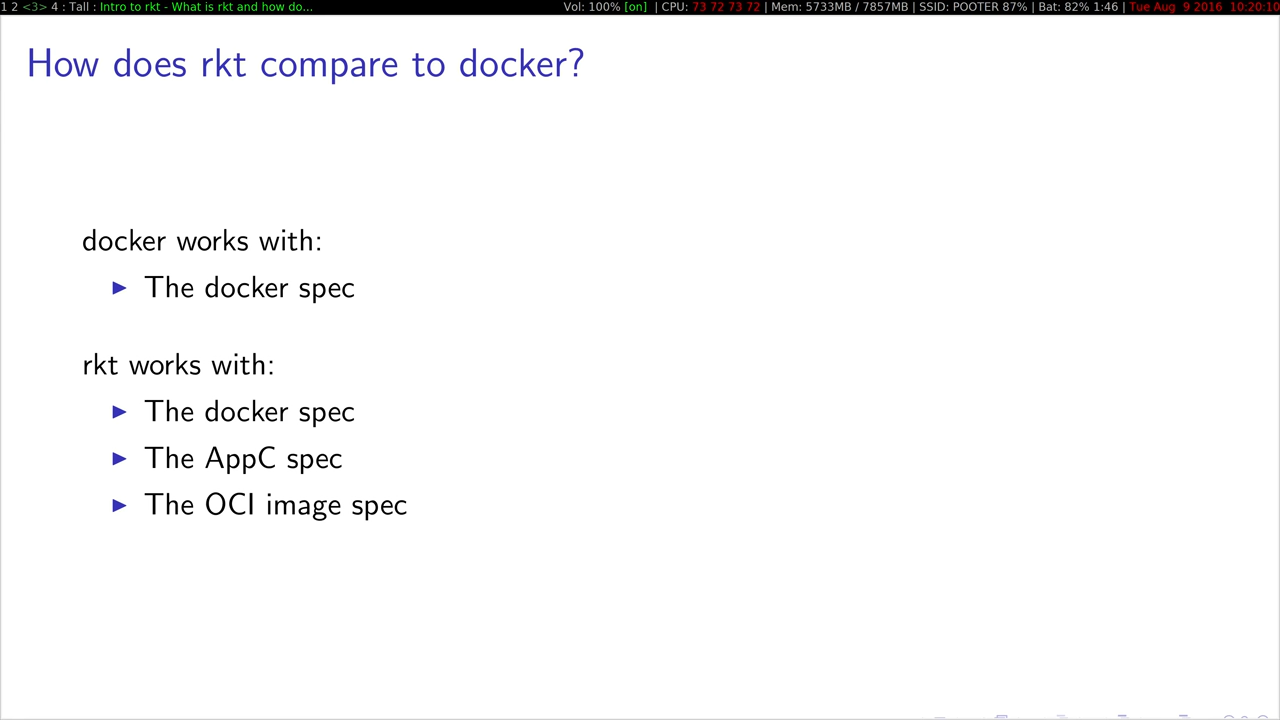 1 2 <3> 4 : Tall : Intro to rkt - What is rkt and how do... Vol: 100% [on] | CPU: 73 72 73 72 | Mem: 5733MB / 7857MB | SSID: POOTER 87% | Bat: 82% 1:46 | Tue Aug 9 2016 10:20:10
How does rkt compare to docker?
docker works with:
The docker spec
rkt works with:
The docker spec
The AppC spec
The OCI image spec